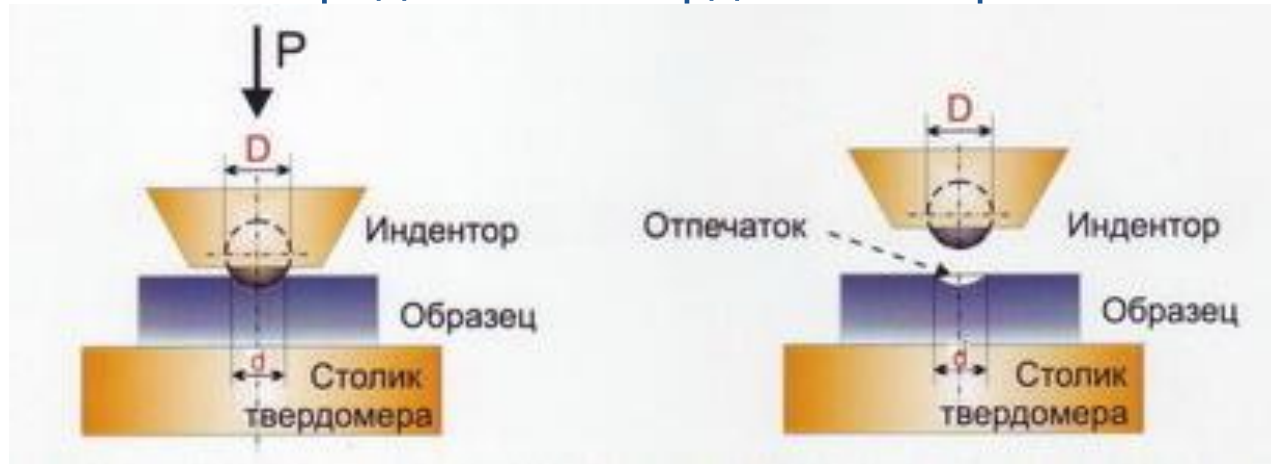 P
D
Индентор
Образец
d
Столик
твердомера
D
Отпечаток
Индентор
Образец
d
Столик
твердомера